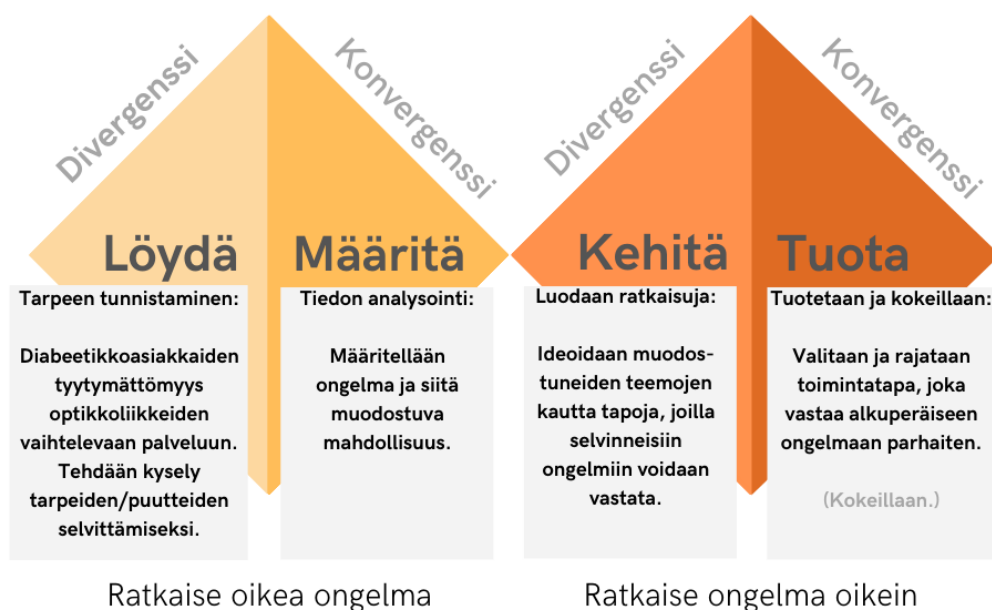 Divergenssi
Konvergenssi
Divergenssi
Konvergenssi
Löydä
Määritä
Kehitä
Tuota
Tarpeen tunnistaminen:
Diabeetikkoasiakkaiden
tyytymättömyys
optikkoliikkeiden
vaihtelevaan palveluun.
Tehdään kysely
tarpeiden/puutteiden
selvittämiseksi.
Tiedon analysointi:
Määritellään
ongelma ja siitä
muodostuva
mahdollisuus.
Luodaan ratkaisuja:
Ideoidaan muodos-
tuneiden teemojen
kautta tapoja, joilla
selvinneisiin
ongelmiin voidaan
vastata.
Tuotetaan ja kokeillaan:
Valitaan ja rajataan
toimintatapa, joka
vastaa alkuperäiseen
ongelmaan parhaiten.
(Kokeillaan.)
Ratkaise oikea ongelma
Ratkaise ongelma oikein